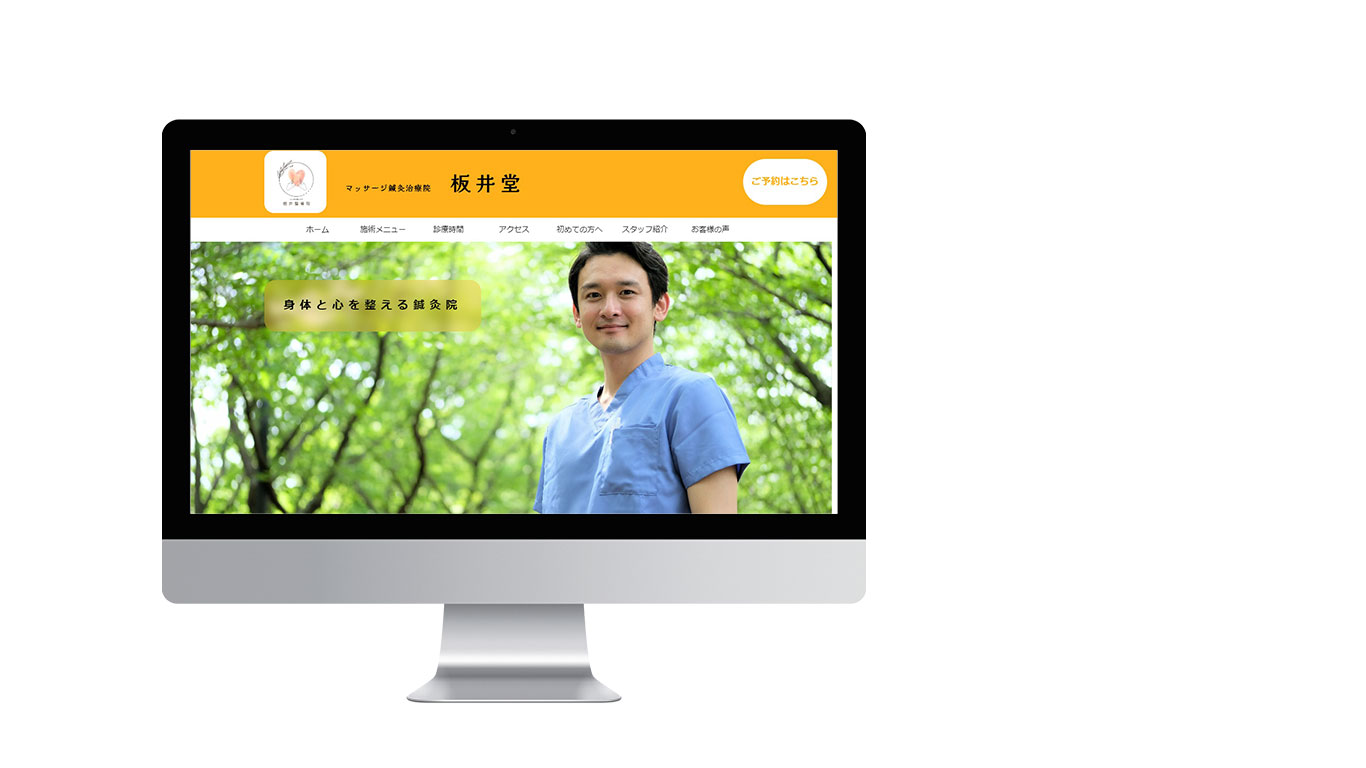 マッサージ鍼灸治療院 板井堂
ご予約はこちら
ホーム 施術メニュー 診療時間 アクセス 初めての方へ スタッフ紹介 お客様の声
身体と心を整える鍼灸院